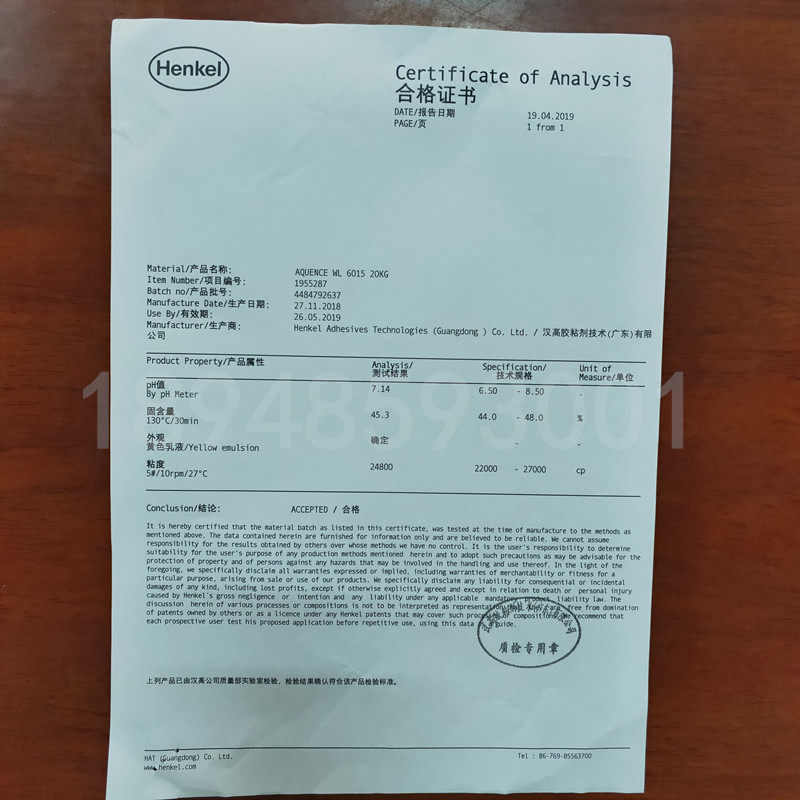 Henkel
Certificate of Analysis
合格证书
DATE/报告日期 19.04.2019
PAGE/页 1 from 1
Material/产品名称: AQUENCE WL 6015 20KG
Item Number/项目编号: 1955287
Batch no/产品批号: 4484792637
Manufacture Date/生产日期: 27.11.2018
Use By/有效期: 26.05.2019
Manufacturer/生产商: Henkel Adhesives Technologies (Guangdong ) Co. Ltd. / 汉高胶粘剂技术(广东)有限
公司
Product Property/产品属性 Analysis/ Specification/ Unit of
测试结果 技术规格 Measure/单位
18948593001
pH值 7.14 6.50 - 8.50 .
By pH Meter
固含量 45.3 44.0 - 48.0 %
130°C/30min
外观 确定 - -
黄色乳液/Yellow emulsion
粘度 24800 22000 - 27000 cp
5#/10rpm/27°C
Conclusion/结论: ACCEPTED / 合格
It is hereby certified that the material batch as listed in this certificate, was tested at the time of manufacture to the methods as
mentioned above. The data contained herein are furnished for information only and are believed to be reliable. We cannot assume
responsibility for the results obtained by others over whose methods we have no control. It is the user's responsibility to determine
suitability for the user's purpose of any production methods mentioned herein and to adopt such precautions as may be advisable for the
protection of property and of persons against any hazards that may be involved in the handling and use thereof. In the light of the
foregoing, we specifically disclaim all warranties expressed or implied, including warranties of merchantability or fitness for a
particular purpose, arising from sale or use of our products. We specifically disclaim any liability for consequential or incidental
damages of any kind, including lost profits, except if otherwise explicitly agreed and except in relation to death or personal injury
caused by Henkel's gross negligence or intention and any liability under any applicable mandatory product liability law. The
discussion herein of various processes or compositions is not to be interpreted as representation that they are free from domination
of patents owned by others or as a licence under any Henkel patents that may cover such process or composition. We recommend that
each prospective user test his proposed application before repetitive use, using this data as a guide.
质检专用章
上列产品已由汉高公司质量部实验室检验，检验结果确认符合该产品检验标准。
HAT (Guangdong) Co. Ltd. Tel : 86-769-85563700
www.henkel.com